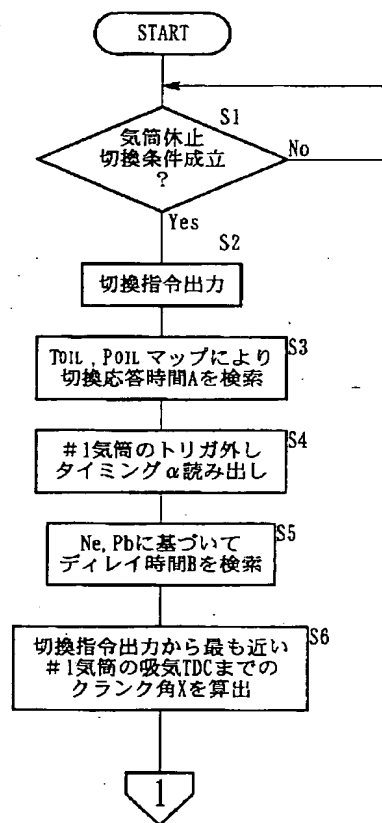 START
S1
気筒休止
切換条件成立
?
No
Yes
S2
切換指令出力
S3
TOIL,POIL マップにより
切換応答時間Aを検索
S4
#1気筒のトリガ外し
タイミングα読み出し
S5
Ne,Pbに基づいて
ディレイ時間Bを検索
S6
切換指令出力から最も近い
#1気筒の吸気TDCまでの
クランク角Xを算出
1